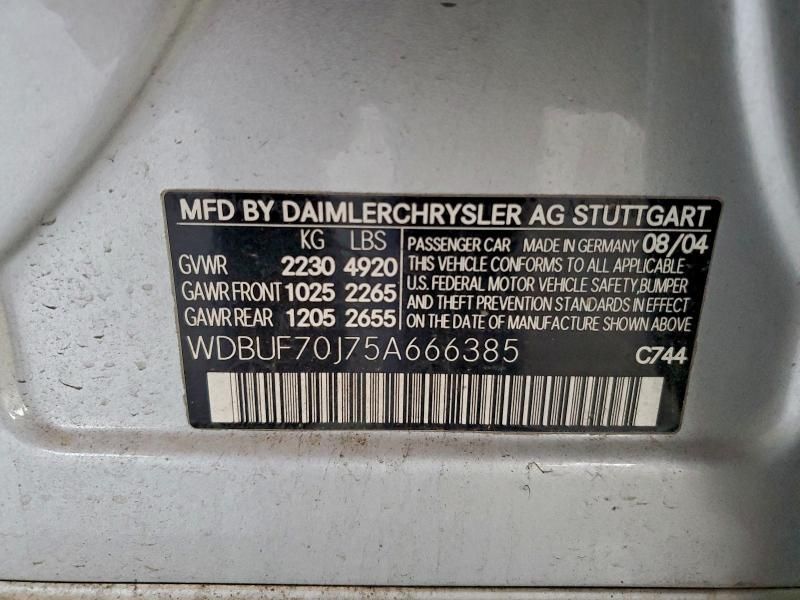 MFD BY DAIMLERCHRYSLER AG STUTTGART
KG LBS
GVWR 2230 4920
GAWR FRONT 1025 2265
GAWR REAR 1205 2655
PASSENGER CAR MADE IN GERMANY 08/04
THIS VEHICLE CONFORMS TO ALL APPLICABLE
U.S. FEDERAL MOTOR VEHICLE SAFETY,BUMPER
AND THEFT PREVENTION STANDARDS IN EFFECT
ON THE DATE OF MANUFACTURE SHOWN ABOVE.
WDBUF70J75A666385 C744